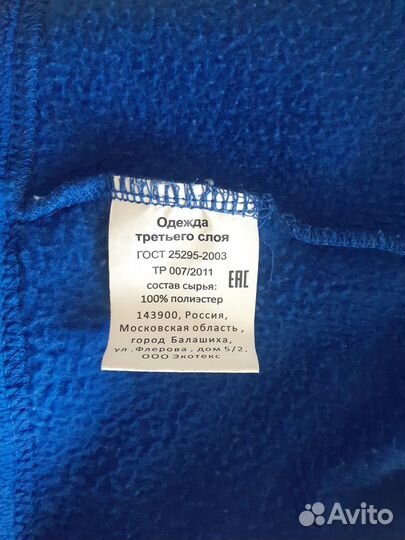 Одежда
третьего слоя
ГОСТ 25295-2003
ТР 007/2011
EAC
состав сырья:
100% полиэстер
143900, Россия,
Московская область ,
город Балашиха,
ул .Флерова , дом 5/2,
ООО Экотекс
Avito